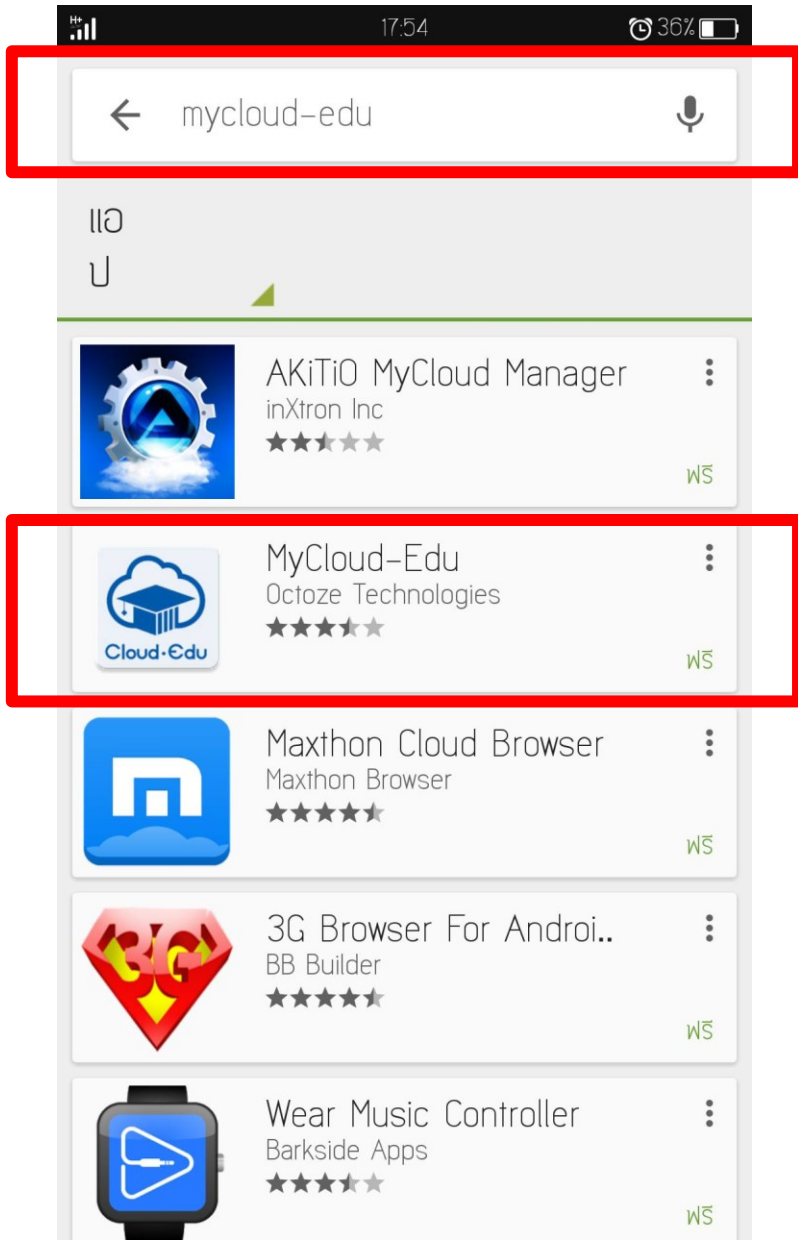 H+
17:54
36%
mycloud-edu
แอ
ป
AKiTiO MyCloud Manager
inXtron Inc
ฟรี
MyCloud-Edu
Octoze Technologies
Cloud·Edu
ฟรี
Maxthon Cloud Browser
Maxthon Browser
ฟรี
3G
3G Browser For Androi..
BB Builder
ฟรี
Wear Music Controller
Barkside Apps
ฟรี